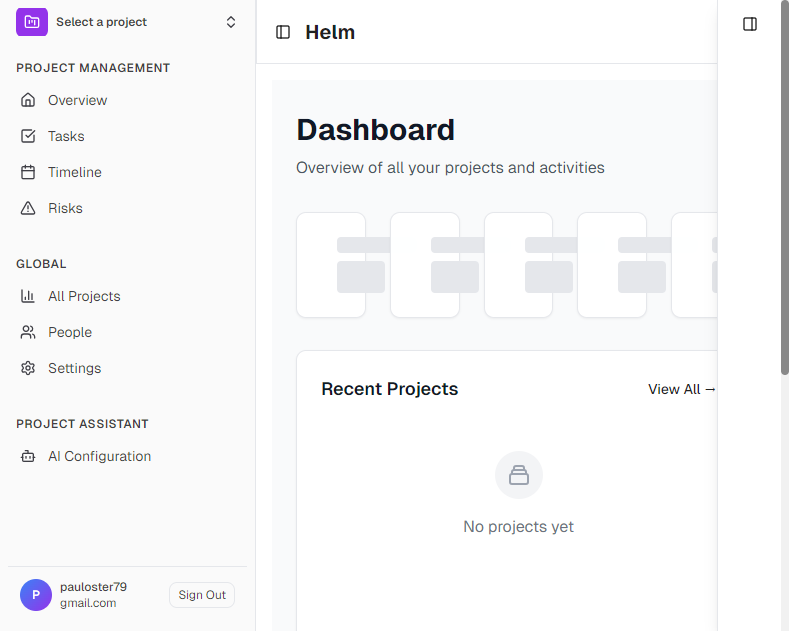 Select a project
PROJECT MANAGEMENT
Overview
Tasks
Timeline
Risks
GLOBAL
All Projects
People
Settings
PROJECT ASSISTANT
AI Configuration
P
pauloster79
gmail.com
Sign Out
Helm
Dashboard
Overview of all your projects and activities
Recent Projects
View All →
No projects yet